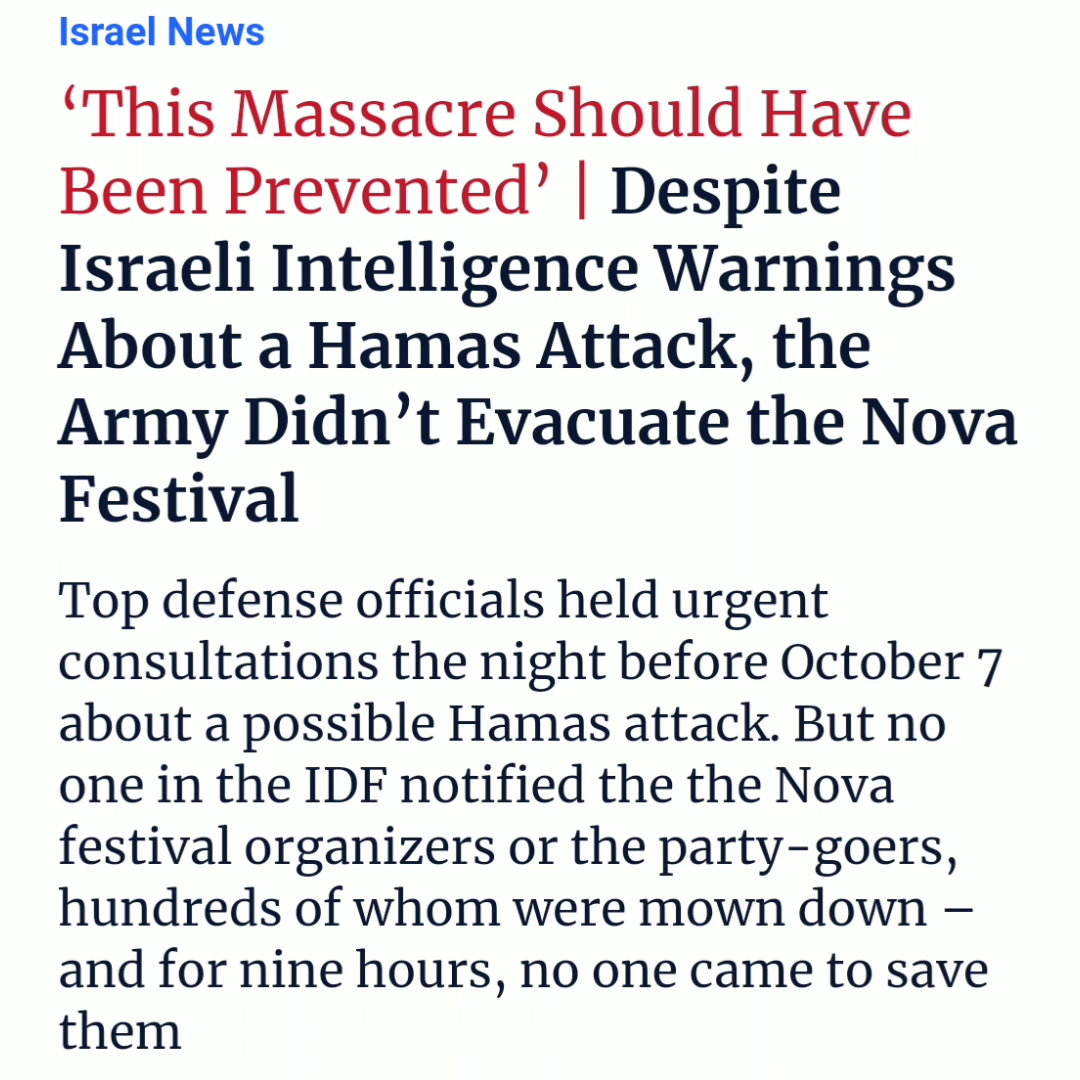 Israel News
‘This Massacre Should Have
Been Prevented’ | Despite
Israeli Intelligence Warnings
About a Hamas Attack, the
Army Didn’t Evacuate the Nova
Festival
Top defense officials held urgent
consultations the night before October 7
about a possible Hamas attack. But no
one in the IDF notified the the Nova
festival organizers or the party-goers,
hundreds of whom were mown down –
and for nine hours, no one came to save
them